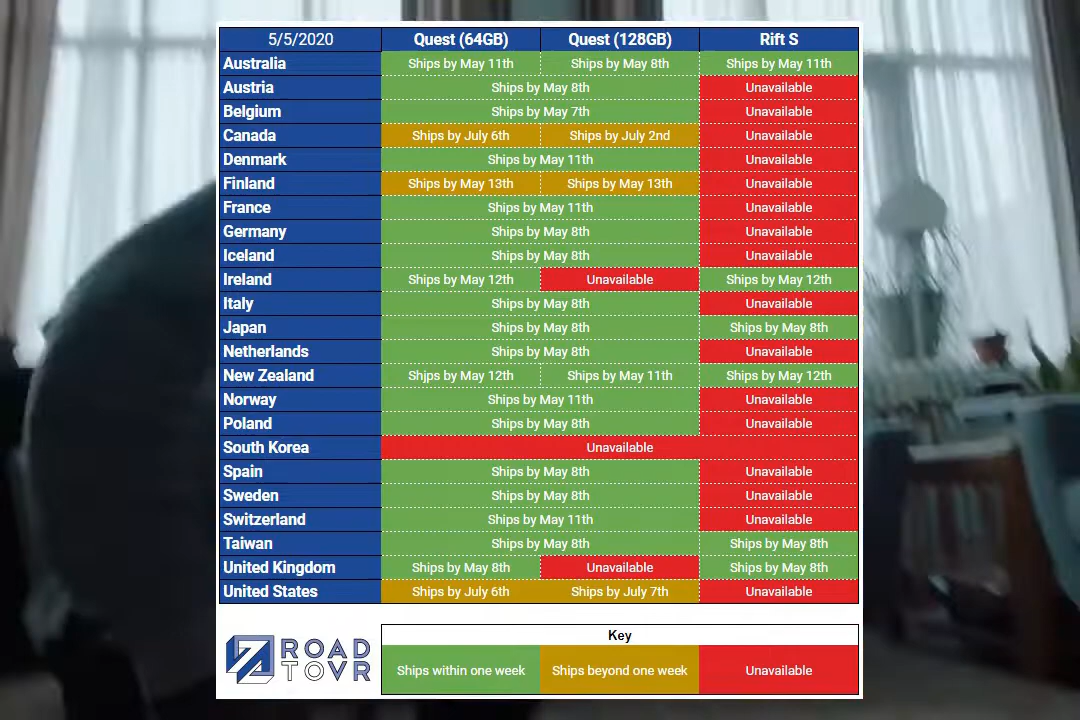 5/5/2020 Quest (64GB) Quest (128GB) Rift S
Australia Ships by May 11th Ships by May 8th Ships by May 11th
Austria Ships by May 8th Unavailable
Belgium Ships by May 7th Unavailable
Canada Ships by July 6th Ships by July 2nd Unavailable
Denmark Ships by May 11th Unavailable
Finland Ships by May 13th Ships by May 13th Unavailable
France Ships by May 11th Unavailable
Germany Ships by May 8th Unavailable
Iceland Ships by May 8th Unavailable
Ireland Ships by May 12th Unavailable Ships by May 12th
Italy Ships by May 8th Unavailable
Japan Ships by May 8th Ships by May 8th
Netherlands Ships by May 8th Unavailable
New Zealand Ships by May 12th Ships by May 11th Ships by May 12th
Norway Ships by May 11th Unavailable
Poland Ships by May 8th Unavailable
South Korea Unavailable
Spain Ships by May 8th Unavailable
Sweden Ships by May 8th Unavailable
Switzerland Ships by May 11th Unavailable
Taiwan Ships by May 8th Ships by May 8th
United Kingdom Ships by May 8th Unavailable Ships by May 8th
United States Ships by July 6th Ships by July 7th Unavailable
ROAD
TOVR
Key
Ships within one week Ships beyond one week Unavailable